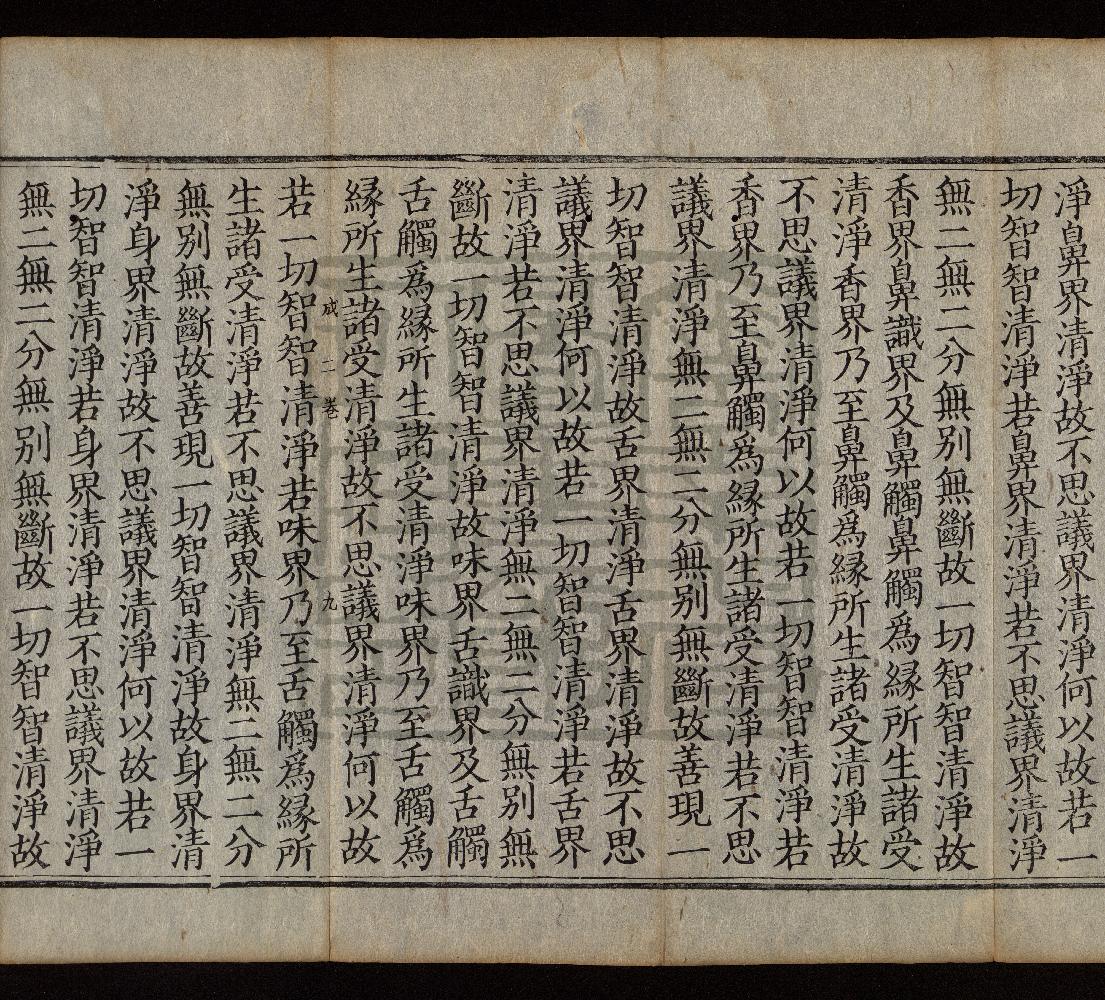 淨鼻界清淨故不思議界清淨何以故若一
切智智清淨若鼻界清淨若不思議界清淨
無二無二分無別無斷故一切智智清淨故
香界鼻識界及鼻觸鼻觸為緣所生諸受
清淨香界乃至鼻觸為緣所生諸受清淨故
不思議界清淨何以故若一切智智清淨若
香界乃至鼻觸為緣所生諸受清淨若不思
議界清淨無二無二分無別無斷故善現一
切智智清淨故舌界清淨舌界清淨故不思
議界清淨何以故若一切智智清淨若舌界
清淨若不思議界清淨無二無二分無別無
斷故一切智智清淨故味界舌識界及舌觸
舌觸為緣所生諸受清淨味界乃至舌觸為
緣所生諸受清淨故不思議界清淨何以故
成 二卷 九
若一切智智清淨若味界乃至舌觸為緣所
生諸受清淨若不思議界清淨無二無二分
無別無斷故善現一切智智清淨故身界清
淨身界清淨故不思議界清淨何以故若一
切智智清淨若身界清淨若不思議界清淨
無二無二分無別無斷故一切智智清淨故